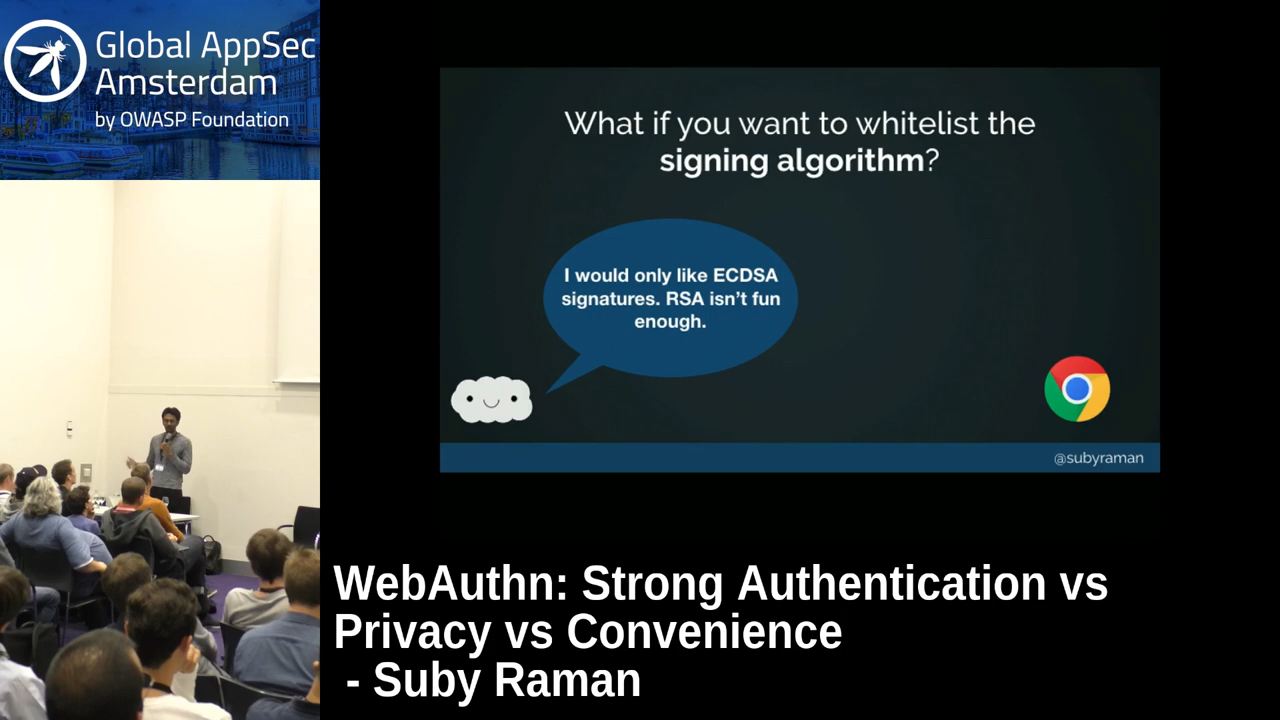 Global AppSec
Amsterdam
by OWASP Foundation
What if you want to whitelist the
signing algorithm?
I would only like ECDSA
signatures. RSA isn't fun
enough.
@subyraman
WebAuthn: Strong Authentication vs
Privacy vs Convenience
- Suby Raman